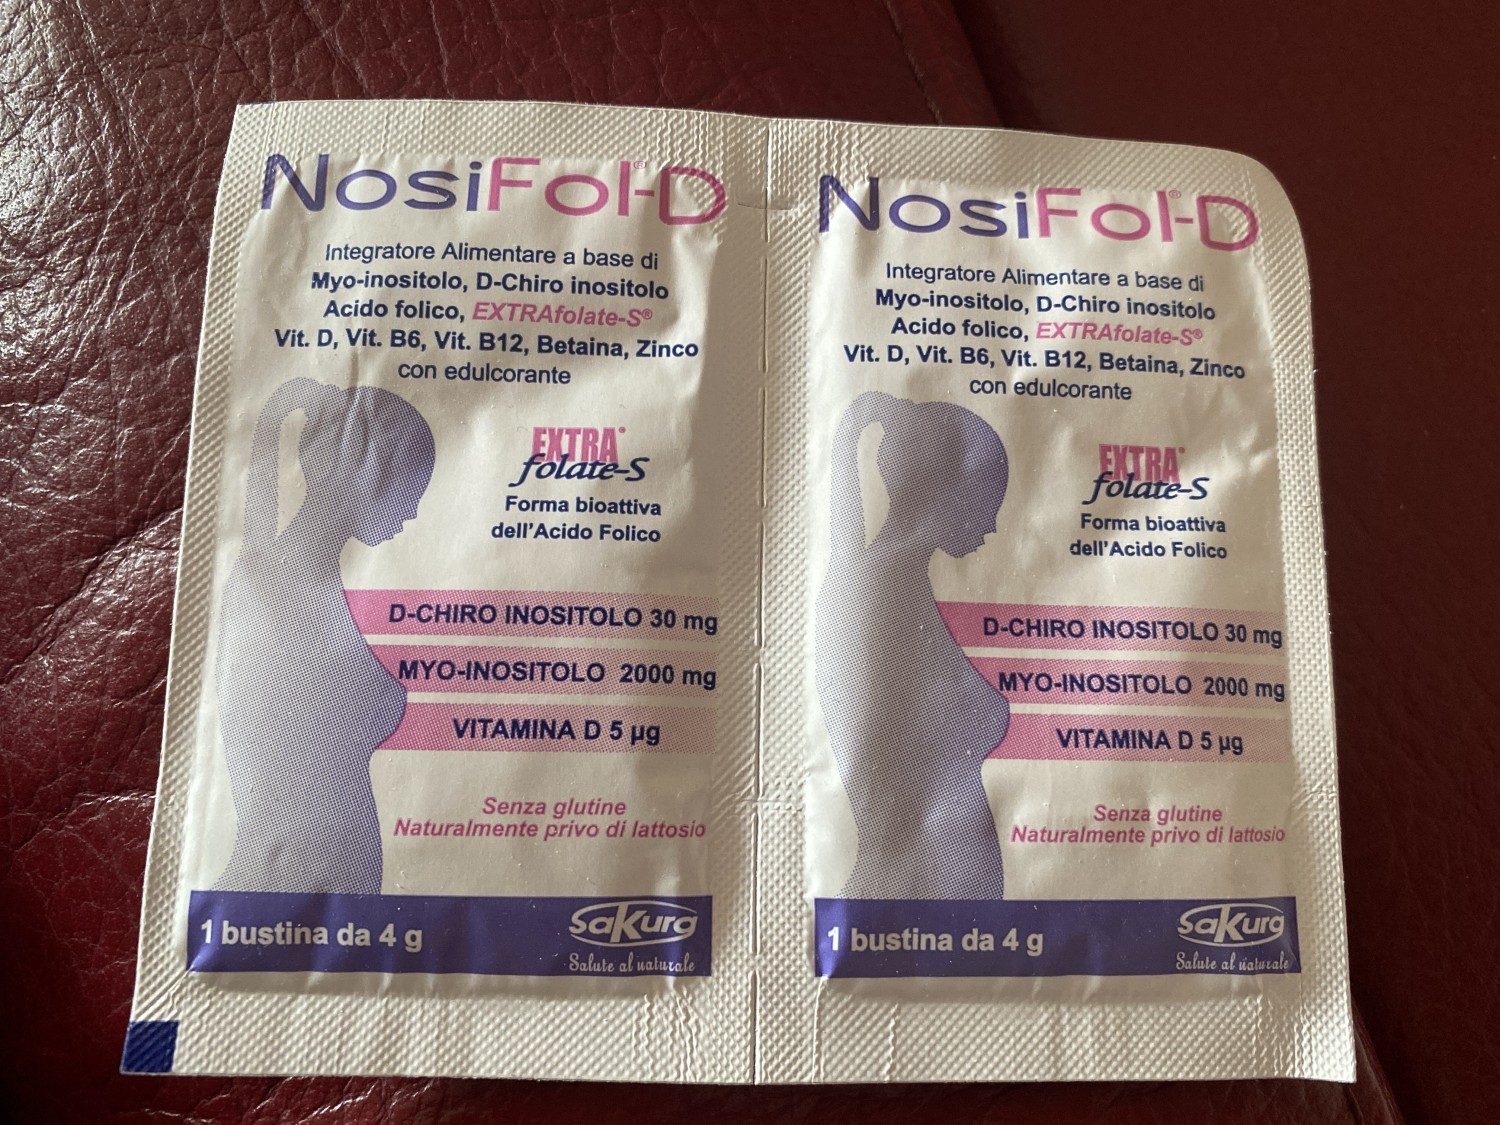 NosiFol®-D
Integratore Alimentare a base di
Myo-inositolo, D-Chiro inositolo
Acido folico, EXTRAfolate-S®
Vit. D, Vit. B6, Vit. B12, Betaina, Zinco
con edulcorante
EXTRA®
folate-S
Forma bioattiva
dell'Acido Folico
D-CHIRO INOSITOLO 30 mg
MYO-INOSITOLO 2000 mg
VITAMINA D 5 µg
Senza glutine
Naturalmente privo di lattosio
1 bustina da 4 g
Sakura
Salute al naturale
NosiFol®-D
Integratore Alimentare a base di
Myo-inositolo, D-Chiro inositolo
Acido folico, EXTRAfolate-S®
Vit. D, Vit. B6, Vit. B12, Betaina, Zinco
con edulcorante
EXTRA®
folate-S
Forma bioattiva
dell'Acido Folico
D-CHIRO INOSITOLO 30 mg
MYO-INOSITOLO 2000 mg
VITAMINA D 5 µg
Senza glutine
Naturalmente privo di lattosio
1 bustina da 4 g
Sakura
Salute al naturale